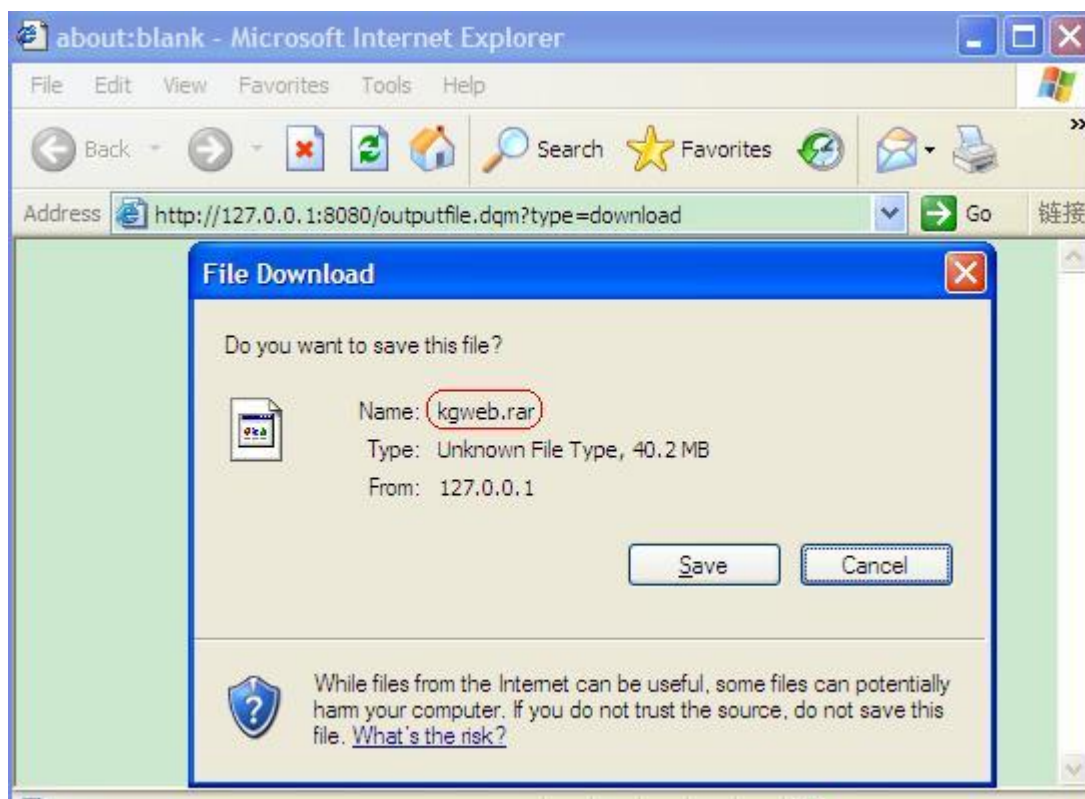 about:blank - Microsoft Internet Explorer
File Edit View Favorites Tools Help
Back Search Favorites »
Address http://127.0.0.1:8080/outputfile.dqm?type=download Go 链接
File Download
Do you want to save this file?
Name: kgweb.rar
Type: Unknown File Type, 40.2 MB
From: 127.0.0.1
Save Cancel
While files from the Internet can be useful, some files can potentially
harm your computer. If you do not trust the source, do not save this
file. What's the risk?